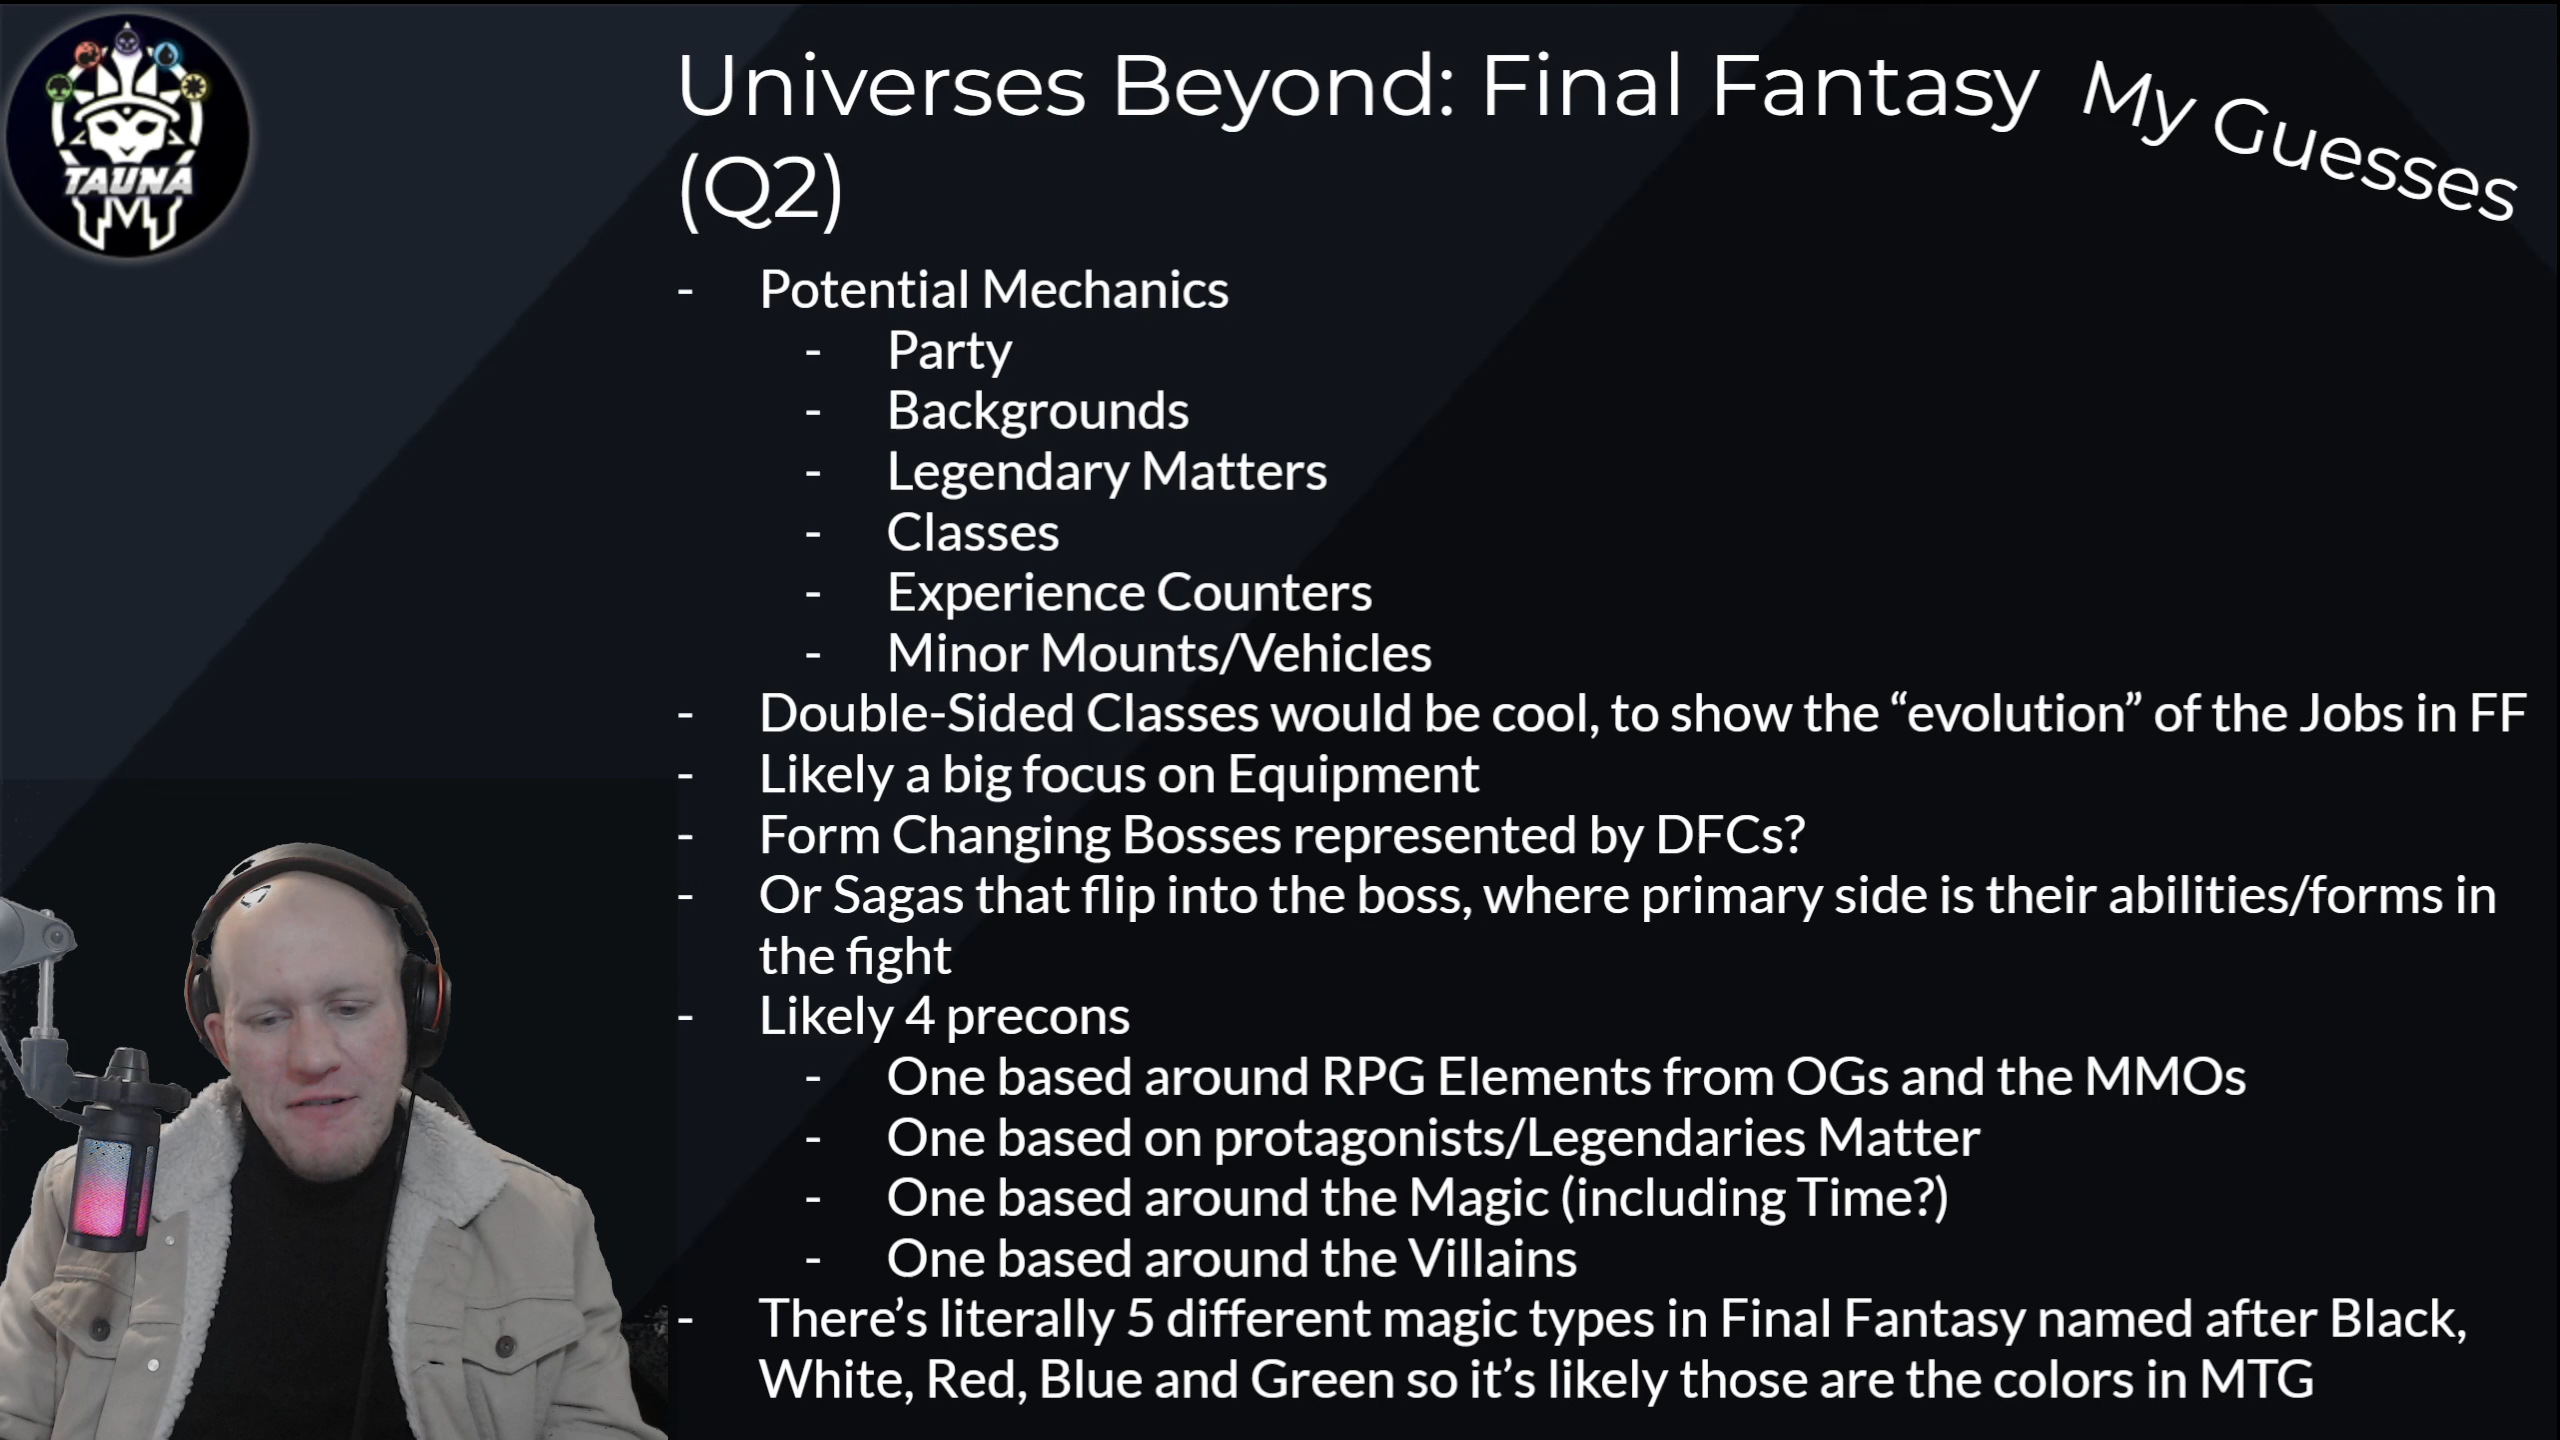 TAUNA
M
Universes Beyond: Final Fantasy
(Q2)
My Guesses
- Potential Mechanics
- Party
- Backgrounds
- Legendary Matters
- Classes
- Experience Counters
- Minor Mounts/Vehicles
- Double-Sided Classes would be cool, to show the “evolution” of the Jobs in FF
- Likely a big focus on Equipment
- Form Changing Bosses represented by DFCs?
- Or Sagas that flip into the boss, where primary side is their abilities/forms in
the fight
- Likely 4 precons
- One based around RPG Elements from OGs and the MMOs
- One based on protagonists/Legendaries Matter
- One based around the Magic (including Time?)
- One based around the Villains
- There’s literally 5 different magic types in Final Fantasy named after Black,
White, Red, Blue and Green so it’s likely those are the colors in MTG